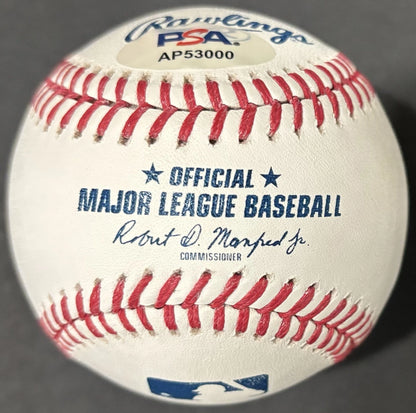 Rawlings
PSA
AP53000
★ OFFICIAL ★
MAJOR LEAGUE BASEBALL
Robert D. Manfred Jr.
COMMISSIONER